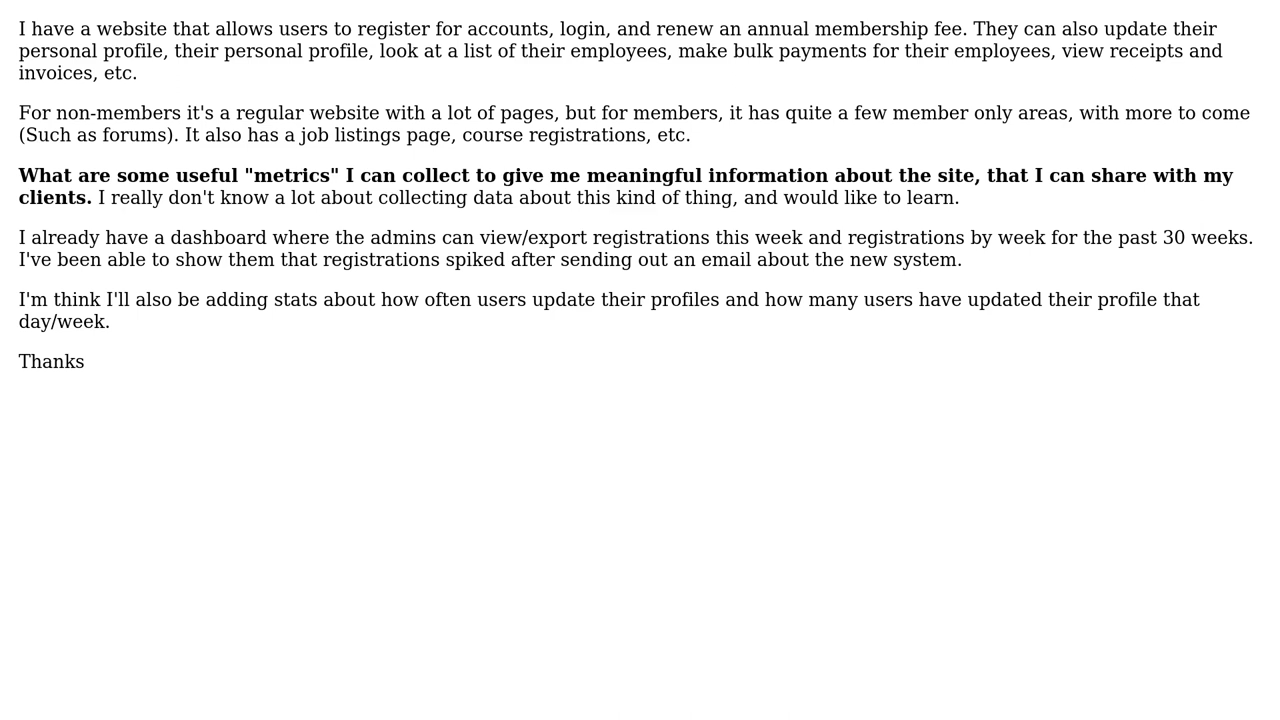 I have a website that allows users to register for accounts, login, and renew an annual membership fee. They can also update their
personal profile, their personal profile, look at a list of their employees, make bulk payments for their employees, view receipts and
invoices, etc.
For non-members it's a regular website with a lot of pages, but for members, it has quite a few member only areas, with more to come
(Such as forums). It also has a job listings page, course registrations, etc.
What are some useful "metrics" I can collect to give me meaningful information about the site, that I can share with my
clients. I really don't know a lot about collecting data about this kind of thing, and would like to learn.
I already have a dashboard where the admins can view/export registrations this week and registrations by week for the past 30 weeks.
I've been able to show them that registrations spiked after sending out an email about the new system.
I'm think I'll also be adding stats about how often users update their profiles and how many users have updated their profile that
day/week.
Thanks